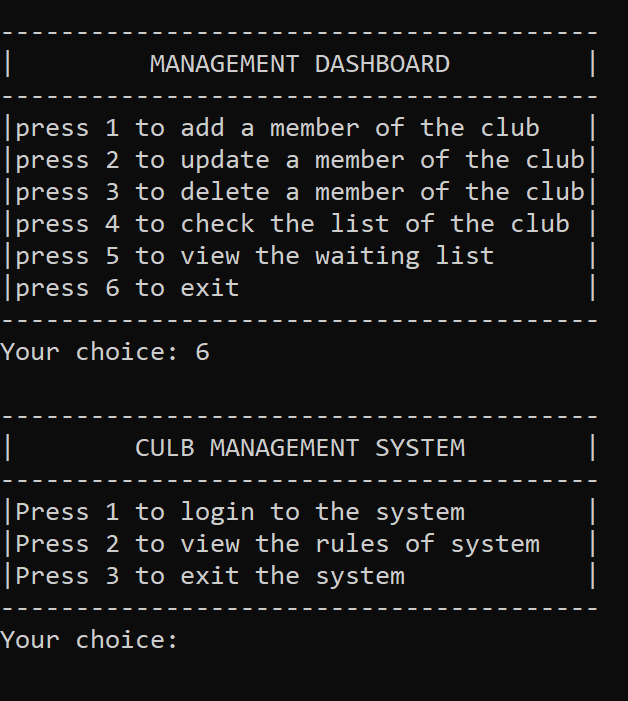 ----------------------------------------
|         MANAGEMENT DASHBOARD         |
----------------------------------------
|press 1 to add a member of the club   |
|press 2 to update a member of the club|
|press 3 to delete a member of the club|
|press 4 to check the list of the club |
|press 5 to view the waiting list      |
|press 6 to exit                       |
----------------------------------------
Your choice: 6

----------------------------------------
|        CULB MANAGEMENT SYSTEM        |
----------------------------------------
|Press 1 to login to the system        |
|Press 2 to view the rules of system   |
|Press 3 to exit the system            |
----------------------------------------
Your choice: